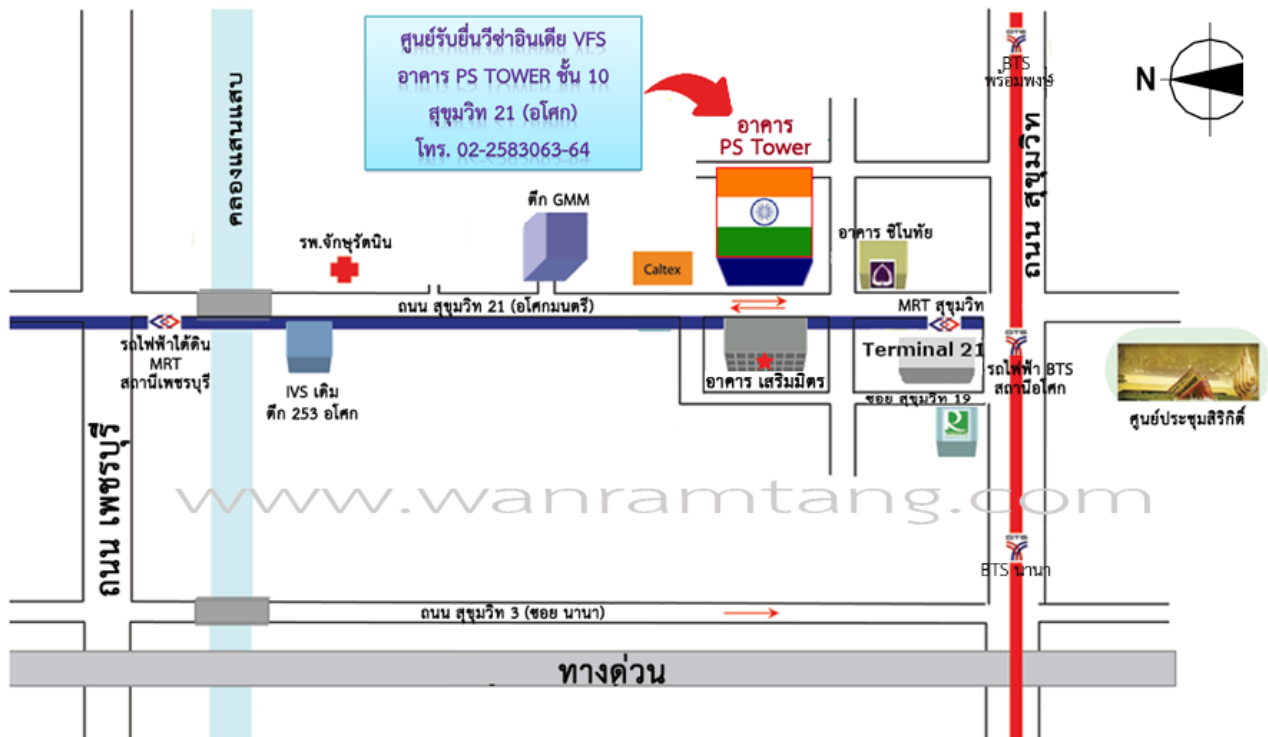 ศูนย์รับยื่นวีซ่าอินเดีย VFS
อาคาร PS TOWER ชั้น 10
สุขุมวิท 21 (อโศก)
โทร. 02-2583063-64
BTS
BTS
พร้อมพงษ์
N
อาคาร
PS Tower
คลองแสนแสบ
ถนน สุขุมวิท
ตึก GMM
รพ.จักษุรัตนิน
อาคาร ชิโนทัย
Caltex
ถนน สุขุมวิท 21 (อโศกมนตรี)
MRT สุขุมวิท
รถไฟฟ้าใต้ดิน
MRT
สถานีเพชรบุรี
IVS เดิม
ตึก 253 อโศก
อาคาร เสริมมิตร
Terminal 21
BTS
รถไฟฟ้า BTS
สถานีอโศก
ซอย สุขุมวิท 19
R
ศูนย์ประชุมสิริกิติ์
ถนน เพชรบุรี
www.wanramtang.com
BTS
BTS นานา
ถนน สุขุมวิท 3 (ซอย นานา)
ทางด่วน